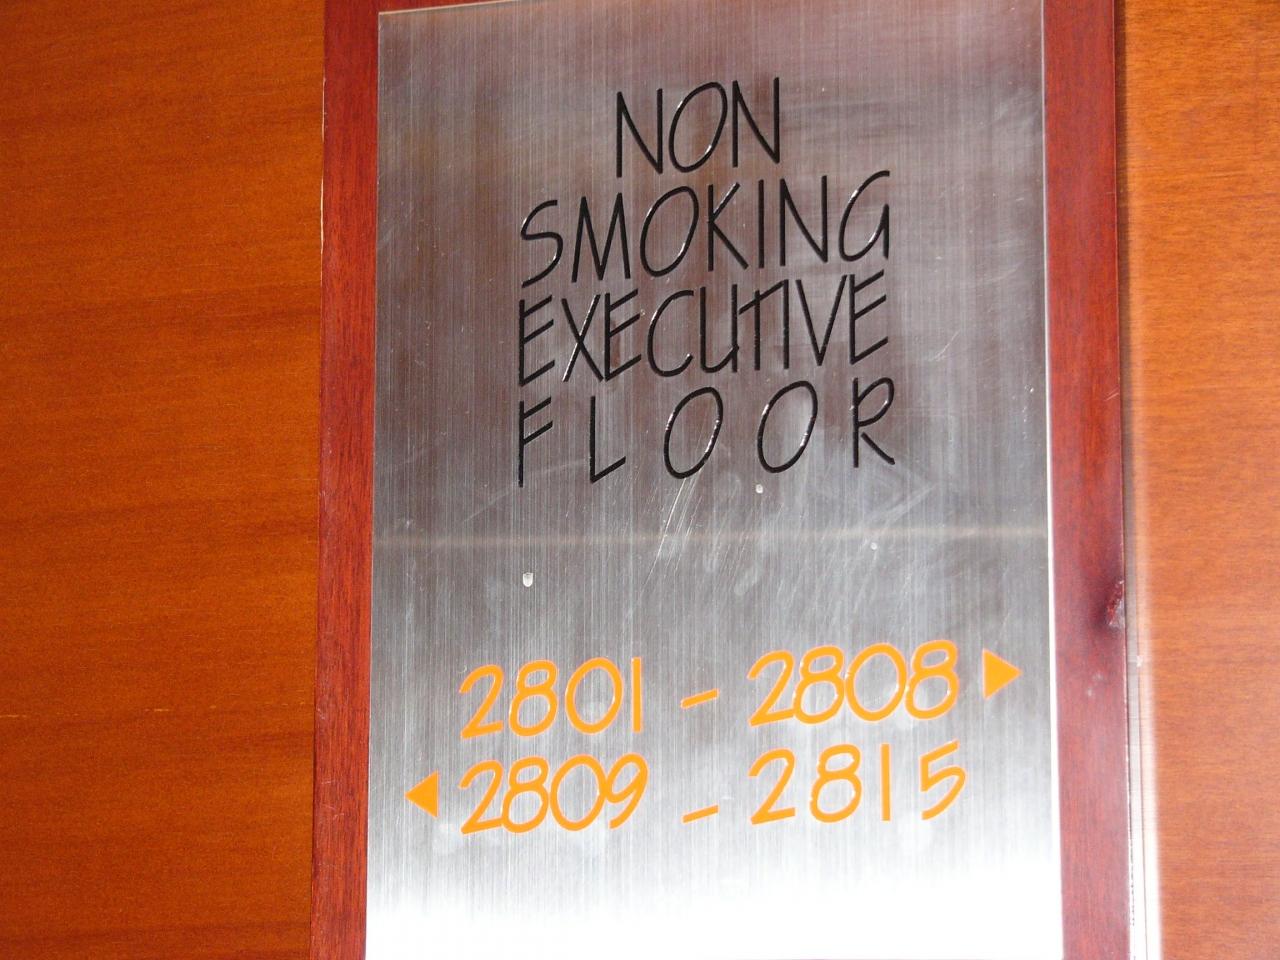 NON
SMOKING
EXECUTIVE
FLOOR
2801 - 2808 ▶
◀ 2809 - 2815